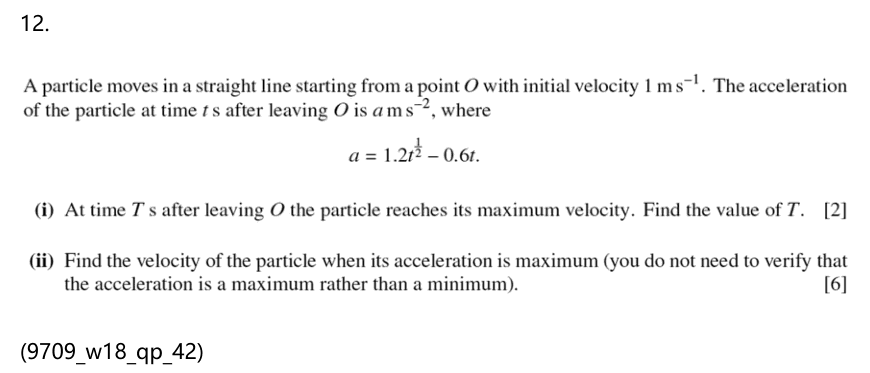 12.
A particle moves in a straight line starting from a point O with initial velocity 1 m s⁻¹. The acceleration
of the particle at time t s after leaving O is a m s⁻², where
a = 1.2t^{1/2} – 0.6t.
(i) At time T s after leaving O the particle reaches its maximum velocity. Find the value of T. [2]
(ii) Find the velocity of the particle when its acceleration is maximum (you do not need to verify that
the acceleration is a maximum rather than a minimum). [6]
(9709_w18_qp_42)